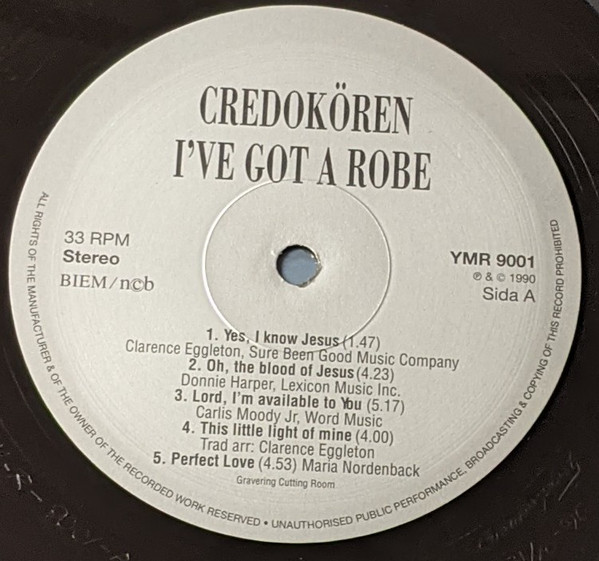 CREDOKÖREN
I'VE GOT A ROBE
33 RPM
Stereo
BIEM/n©b
YMR 9001
℗ & © 1990
Sida A
1. Yes, I know Jesus (1.47)
Clarence Eggleton, Sure Been Good Music Company
2. Oh, the blood of Jesus (4.23)
Donnie Harper, Lexicon Music Inc.
3. Lord, I'm available to You (5.17)
Carlis Moody Jr, Word Music
4. This little light of mine (4.00)
Trad arr: Clarence Eggleton
5. Perfect Love (4.53) Maria Nordenback
Gravering Cutting Room
ALL RIGHTS OF THE MANUFACTURER & OF THE OWNER OF THE RECORDED WORK RESERVED • UNAUTHORISED PUBLIC PERFORMANCE, BROADCASTING & COPYING OF THIS RECORD PROHIBITED